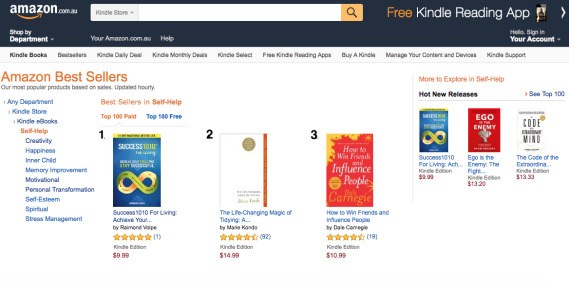 amazon.com.au
Kindle Store
Free Kindle Reading App
Shop by
Department
Your Amazon.com.au
Help
Hello. Sign in
Your Account
Kindle Books
Bestsellers
Kindle Daily Deal
Kindle Monthly Deals
Kindle Select
Free Kindle Reading Apps
Buy A Kindle
Manage Your Content and Devices
Kindle Support
Amazon Best Sellers
Our most popular products based on sales. Updated hourly.
‹ Any Department
‹ Kindle Store
‹ Kindle eBooks
Self-Help
Creativity
Happiness
Inner Child
Memory Improvement
Motivational
Personal Transformation
Self-Esteem
Spiritual
Stress Management
Best Sellers in Self-Help
Top 100 Paid
Top 100 Free
1.
SUCCESS1010
for Living
Success1010 For Living:
Achieve Your...
by Raimond Volpe
(1)
Kindle Edition
$9.99
2
The Life-Changing Magic of
Tidying: A...
by Marie Kondo
(92)
Kindle Edition
$14.99
3
How to
Win Friends
and
Influence
People
Dale
Carnegie
How to Win Friends and
Influence People
by Dale Carnegie
(19)
Kindle Edition
$10.99
More to Explore in Self-Help
Hot New Releases
› See Top 100
SUCCESS1010
Success1010
For Living: Ach...
$9.99
EGO
IS THE
ENEMY
Ego is the
Enemy: The
Fight...
$13.20
THE
CODE
OF THE
EXTRAORDINARY
MIND
The Code of the
Extraordina...
$13.33